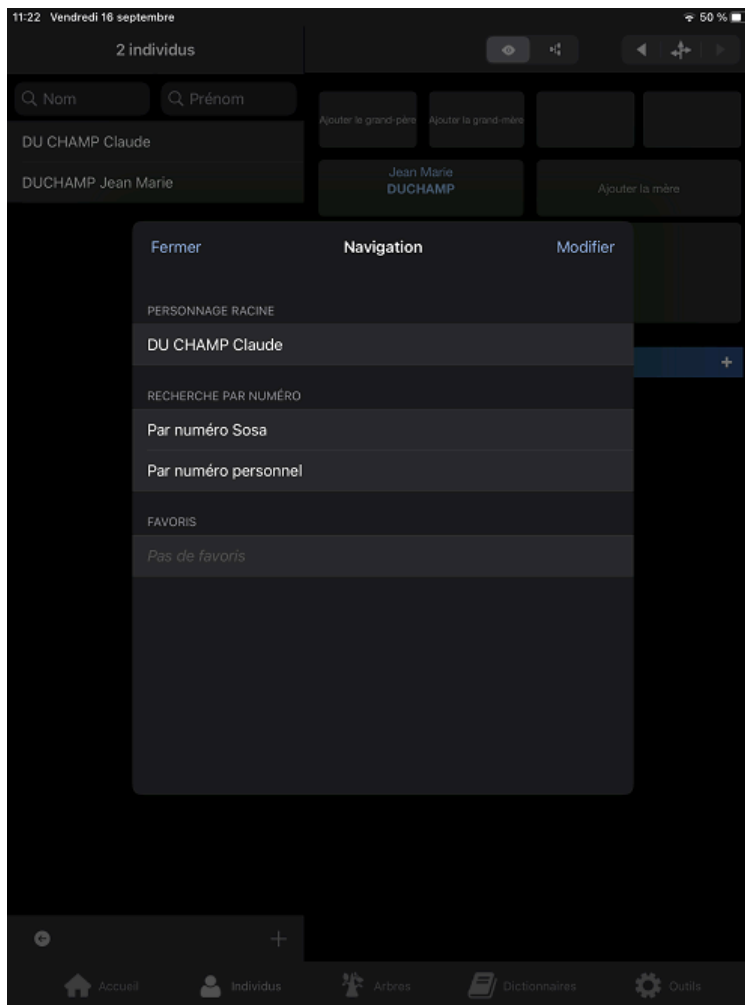 11:22 Vendredi 16 septembre
50 %
2 individus
Nom
Prénom
DU CHAMP Claude
DUCHAMP Jean Marie
Ajouter le grand-père
Ajouter la grand-mère
Jean Marie
DUCHAMP
Ajouter la mère
Fermer
Navigation
Modifier
PERSONNAGE RACINE
DU CHAMP Claude
RECHERCHE PAR NUMÉRO
Par numéro Sosa
Par numéro personnel
FAVORIS
Pas de favoris
Accueil
Individus
Arbres
Dictionnaires
Outils